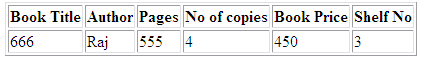 Book Title Author Pages No of copies Book Price Shelf No
666 Raj 555 4 450 3